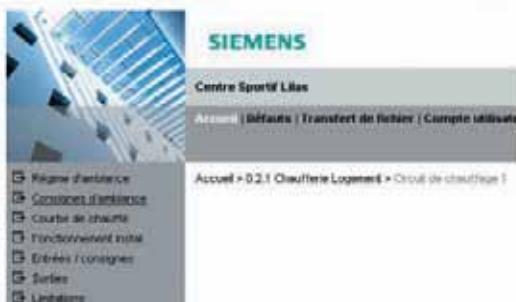 SIEMENS
Centre Sportif Lilas
Accueil | Défauts | Transfert de fichier | Compte utilisate
Accueil > 0.2.1 Chaufferie Logement > Circuit de chauffage 1
Régime d'ambiance
Consignes d'ambiance
Courbe de chauffe
Fonctionnement instal
Entrées / consignes
Sorties
Limitations